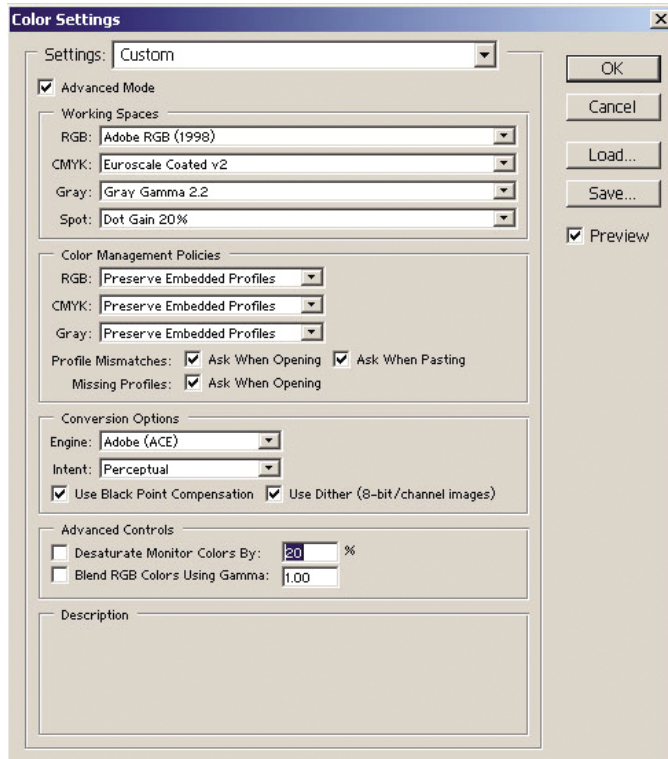 Color Settings
Settings: Custom
OK
Advanced Mode
Cancel
Working Spaces
RGB: Adobe RGB (1998)
Load...
CMYK: Euroscale Coated v2
Gray: Gray Gamma 2.2
Save...
Spot: Dot Gain 20%
Preview
Color Management Policies
RGB: Preserve Embedded Profiles
CMYK: Preserve Embedded Profiles
Gray: Preserve Embedded Profiles
Profile Mismatches: Ask When Opening Ask When Pasting
Missing Profiles: Ask When Opening
Conversion Options
Engine: Adobe (ACE)
Intent: Perceptual
Use Black Point Compensation Use Dither (8-bit/channel images)
Advanced Controls
Desaturate Monitor Colors By: 20 %
Blend RGB Colors Using Gamma: 1.00
Description